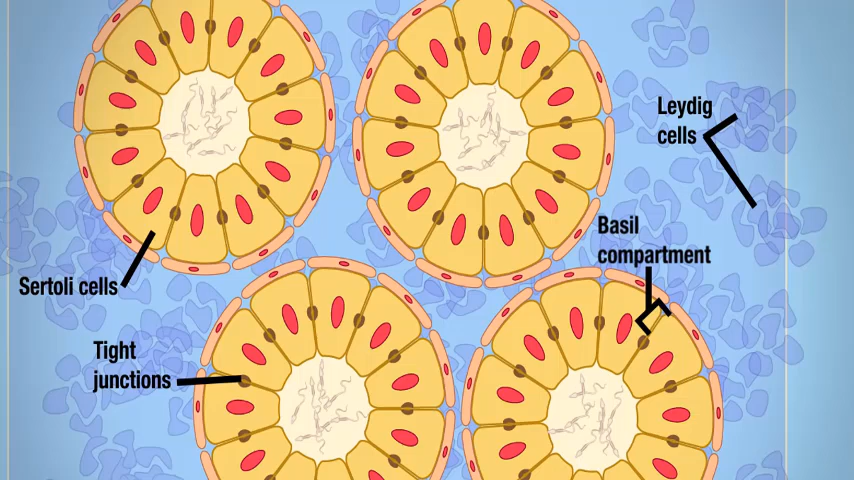 Leydig
cells
Basil
compartment
Sertoli cells
Tight
junctions